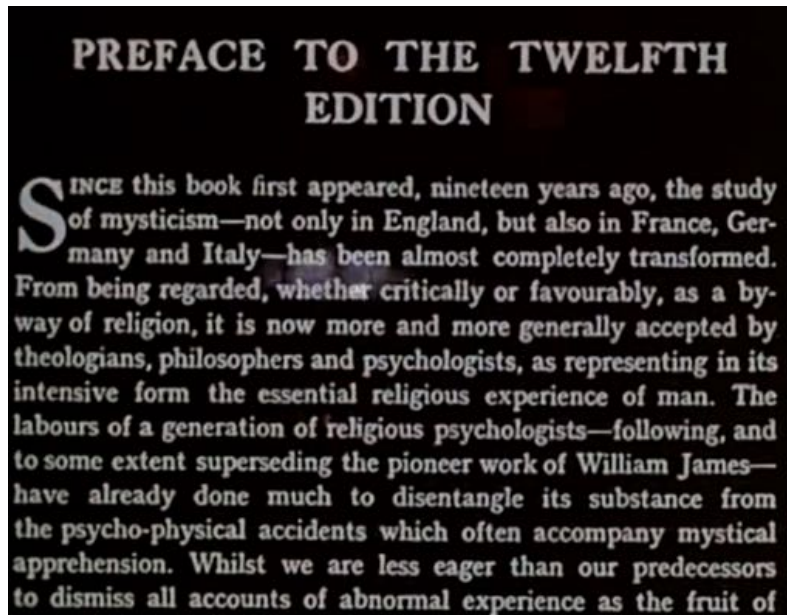 PREFACE TO THE TWELFTH
EDITION
SINCE this book first appeared, nineteen years ago, the study
of mysticism—not only in England, but also in France, Ger-
many and Italy—has been almost completely transformed.
From being regarded, whether critically or favourably, as a by-
way of religion, it is now more and more generally accepted by
theologians, philosophers and psychologists, as representing in its
intensive form the essential religious experience of man. The
labours of a generation of religious psychologists—following, and
to some extent superseding the pioneer work of William James—
have already done much to disentangle its substance from
the psycho-physical accidents which often accompany mystical
apprehension. Whilst we are less eager than our predecessors
to dismiss all accounts of abnormal experience as the fruit of